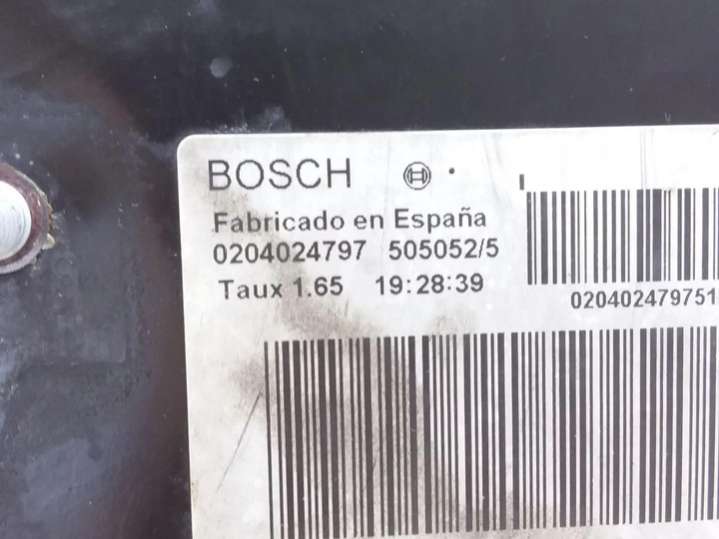 BOSCH
Fabricado en España
0204024797 505052/5
Taux 1.65 19:28:39
020402479751